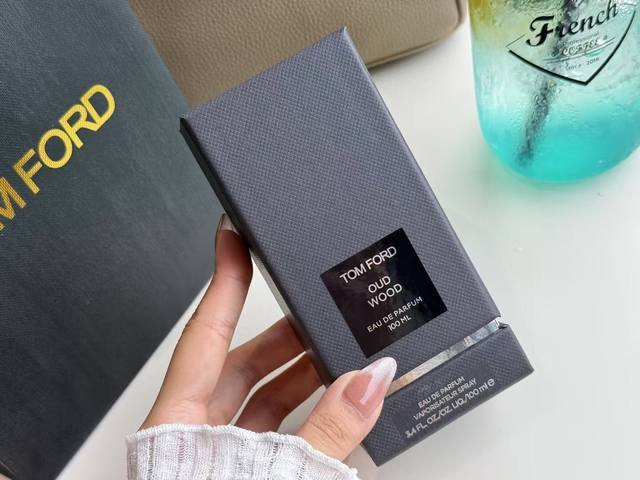 M FORD
French
COFFEE
TOM FORD
OUD
WOOD
EAU DE PARFUM
100 ML
EAU DE PARFUM
VAPORISATEUR SPRAY
3.4 FL.OZ./OZ.LIQ./100 ml e